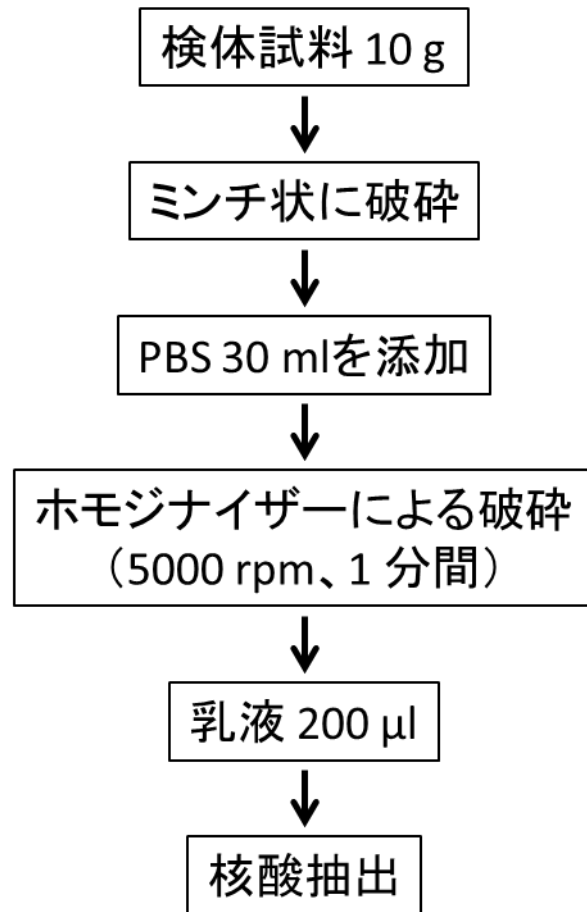 検体試料 10 g
ミンチ状に破砕
PBS 30 mlを添加
ホモジナイザーによる破砕
（5000 rpm、1 分間）
乳液 200 µl
核酸抽出